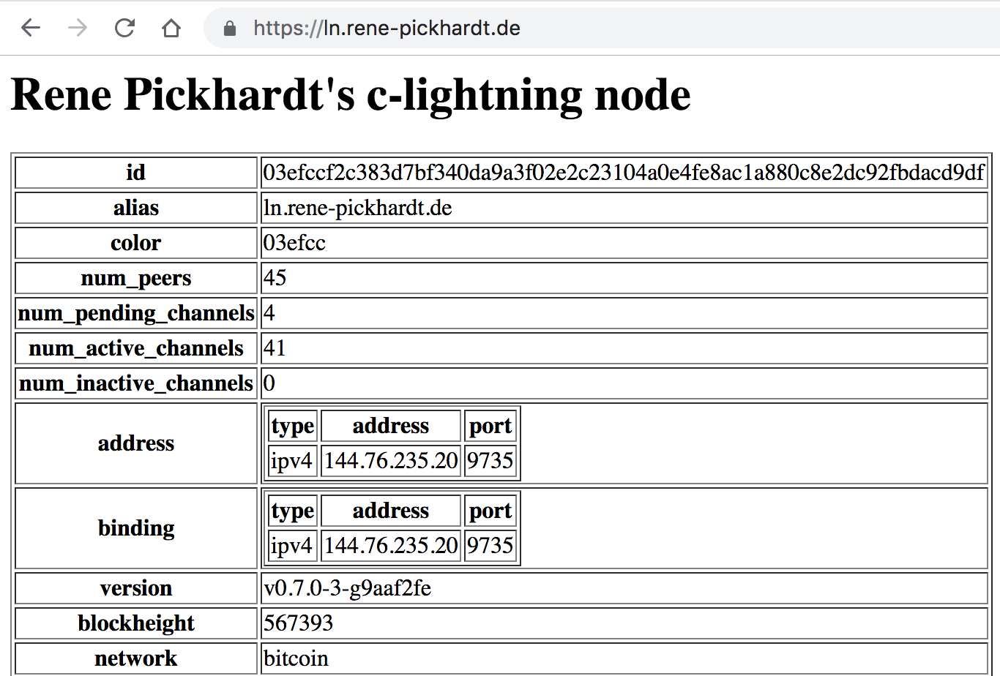 https://ln.rene-pickhardt.de
Rene Pickhardt's c-lightning node
id 03efccf2c383d7bf340da9a3f02e2c23104a0e4fe8ac1a880c8e2dc92fbdacd9df
alias ln.rene-pickhardt.de
color 03efcc
num_peers 45
num_pending_channels 4
num_active_channels 41
num_inactive_channels 0
address
type address port
ipv4 144.76.235.20 9735
binding
type address port
ipv4 144.76.235.20 9735
version v0.7.0-3-g9aaf2fe
blockheight 567393
network bitcoin